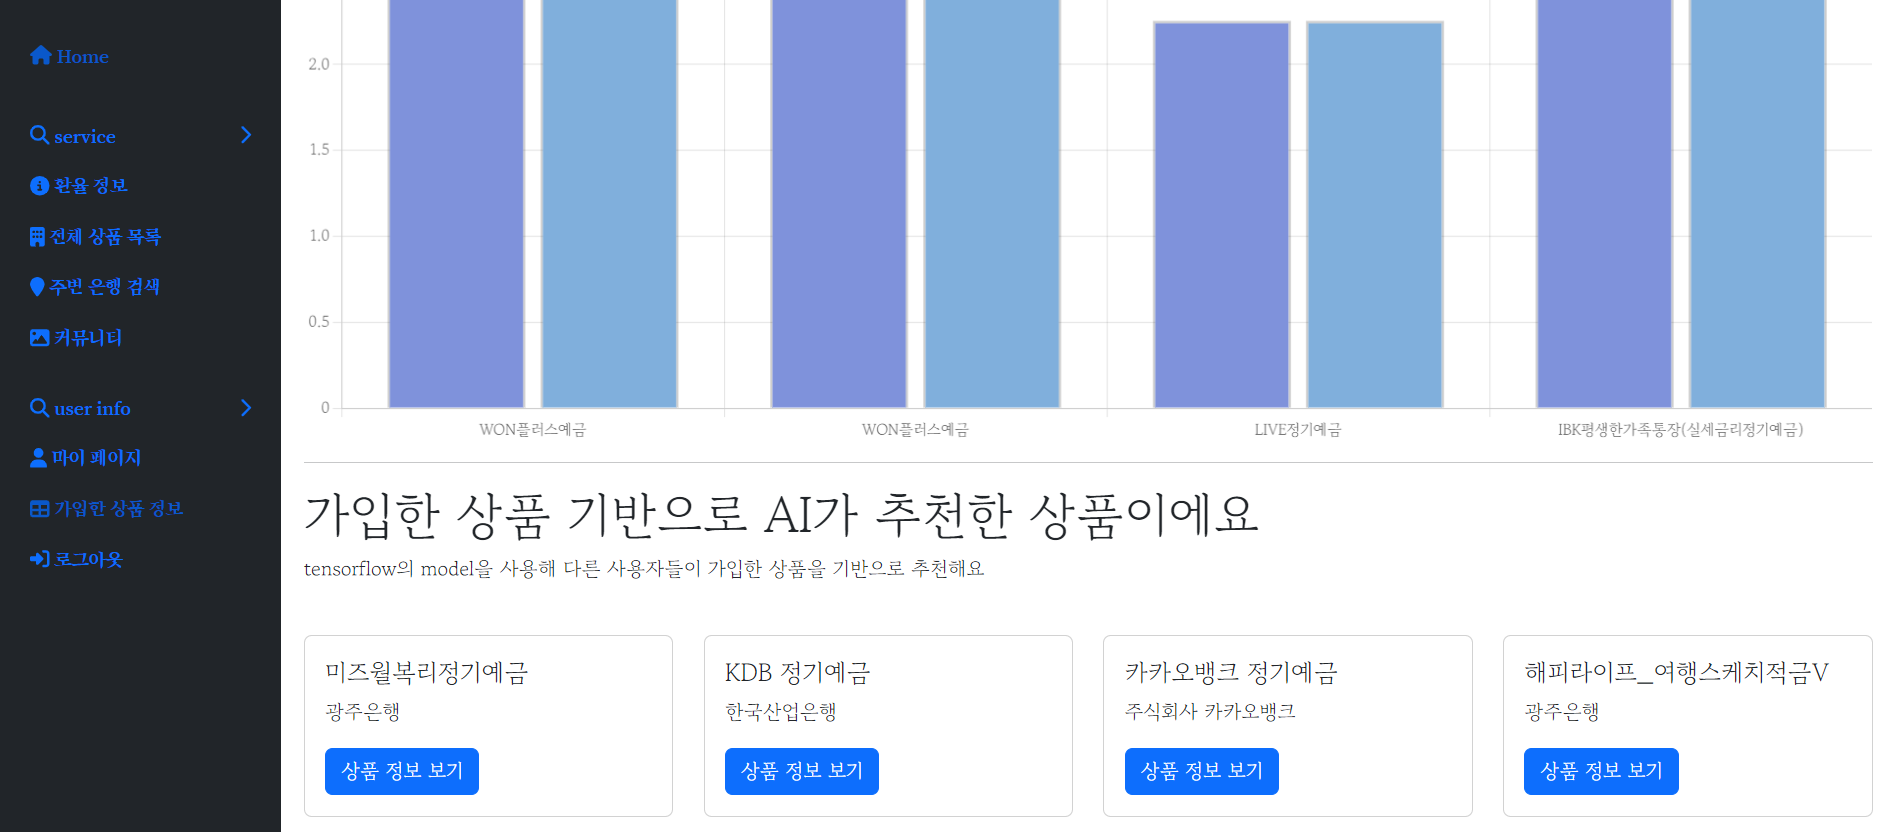 Home
service
환율 정보
전체 상품 목록
주변 은행 검색
커뮤니티
user info
마이 페이지
가입한 상품 정보
로그아웃
2.0
1.5
1.0
0.5
0
WON플러스예금
WON플러스예금
LIVE정기예금
IBK평생한가족통장(실세금리정기예금)
가입한 상품 기반으로 AI가 추천한 상품이에요
tensorflow의 model을 사용해 다른 사용자들이 가입한 상품을 기반으로 추천해요
미즈월복리정기예금
광주은행
상품 정보 보기
KDB 정기예금
한국산업은행
상품 정보 보기
카카오뱅크 정기예금
주식회사 카카오뱅크
상품 정보 보기
해피라이프_여행스케치적금V
광주은행
상품 정보 보기